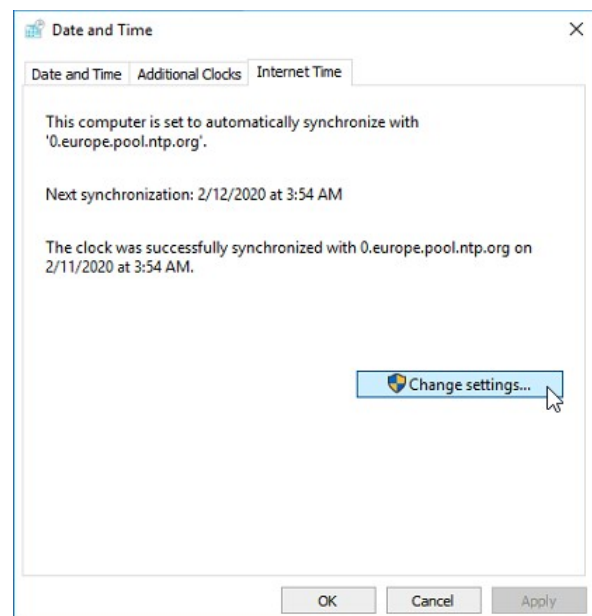 Date and Time
Date and Time
Additional Clocks
Internet Time
This computer is set to automatically synchronize with
'0.europe.pool.ntp.org'.
Next synchronization: 2/12/2020 at 3:54 AM
The clock was successfully synchronized with 0.europe.pool.ntp.org on
2/11/2020 at 3:54 AM.
Change settings...
OK
Cancel
Apply